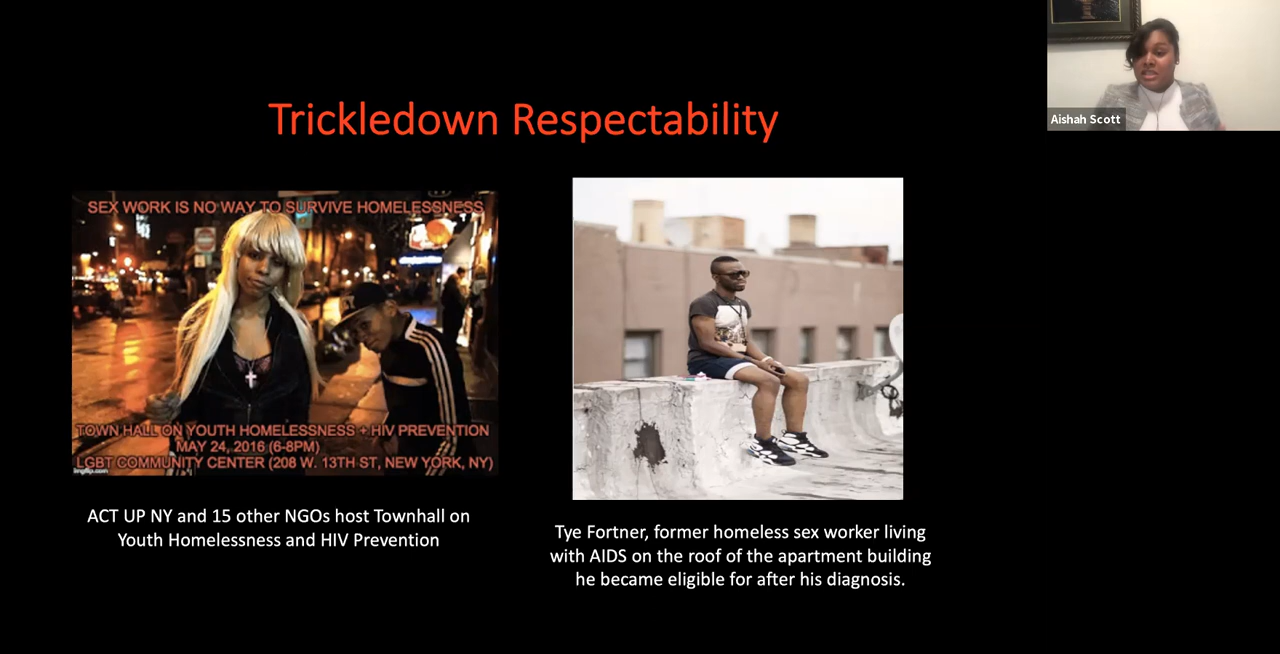 Trickledown Respectability
Aishah Scott
SEX WORK IS NO WAY TO SURVIVE HOMELESSNESS
TOWN HALL ON YOUTH HOMELESSNESS + HIV PREVENTION
MAY 24, 2016 (6-8PM)
LGBT COMMUNITY CENTER (208 W. 13TH ST, NEW YORK, NY)
imgflip.com
ACT UP NY and 15 other NGOs host Townhall on
Youth Homelessness and HIV Prevention
Tye Fortner, former homeless sex worker living
with AIDS on the roof of the apartment building
he became eligible for after his diagnosis.